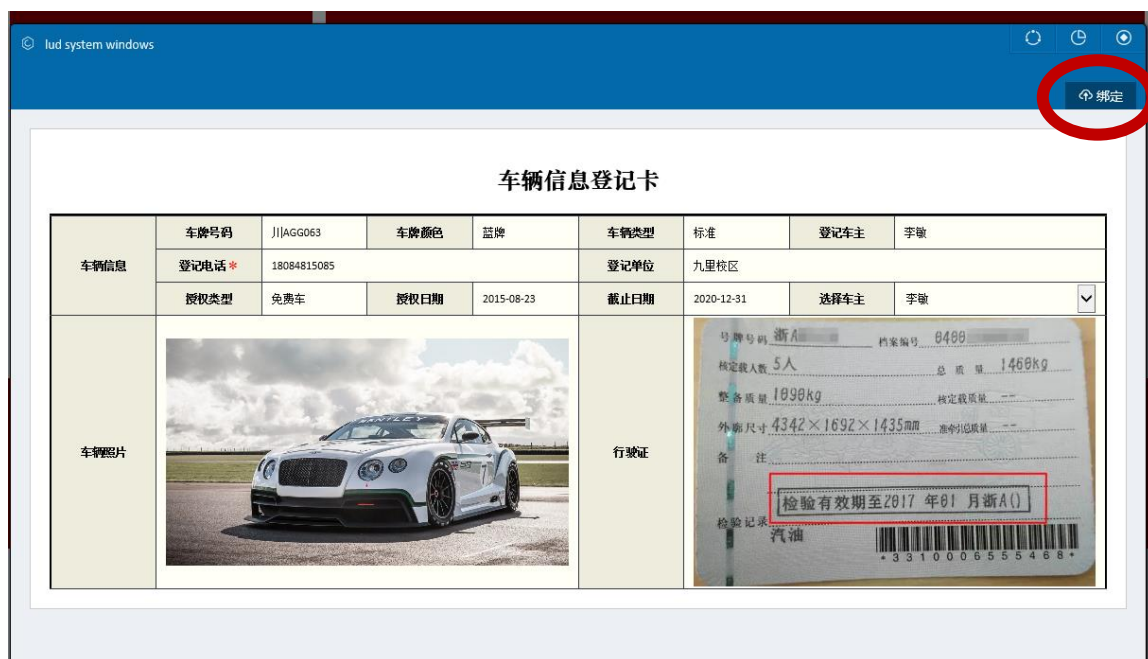 © lud system windows
绑定
车辆信息登记卡
车辆信息 车牌号码 川AGG063 车牌颜色 蓝牌 车辆类型 标准 登记车主 李敏
登记电话* 18084815085 登记单位 九里校区
授权类型 免费车 授权日期 2015-08-23 截止日期 2020-12-31 选择车主 李敏
车辆照片
BENTLEY
行驶证
号牌号码 浙A 档案编号 0400
核定载人数 5人 总质量 1460kg
整备质量 1090kg 核定载质量 --
外廓尺寸 4342×1692×1435mm 准牵引总质量 --
备 注
检验有效期至2017 年01 月浙A()
检验记录
汽油
*3310006555468*